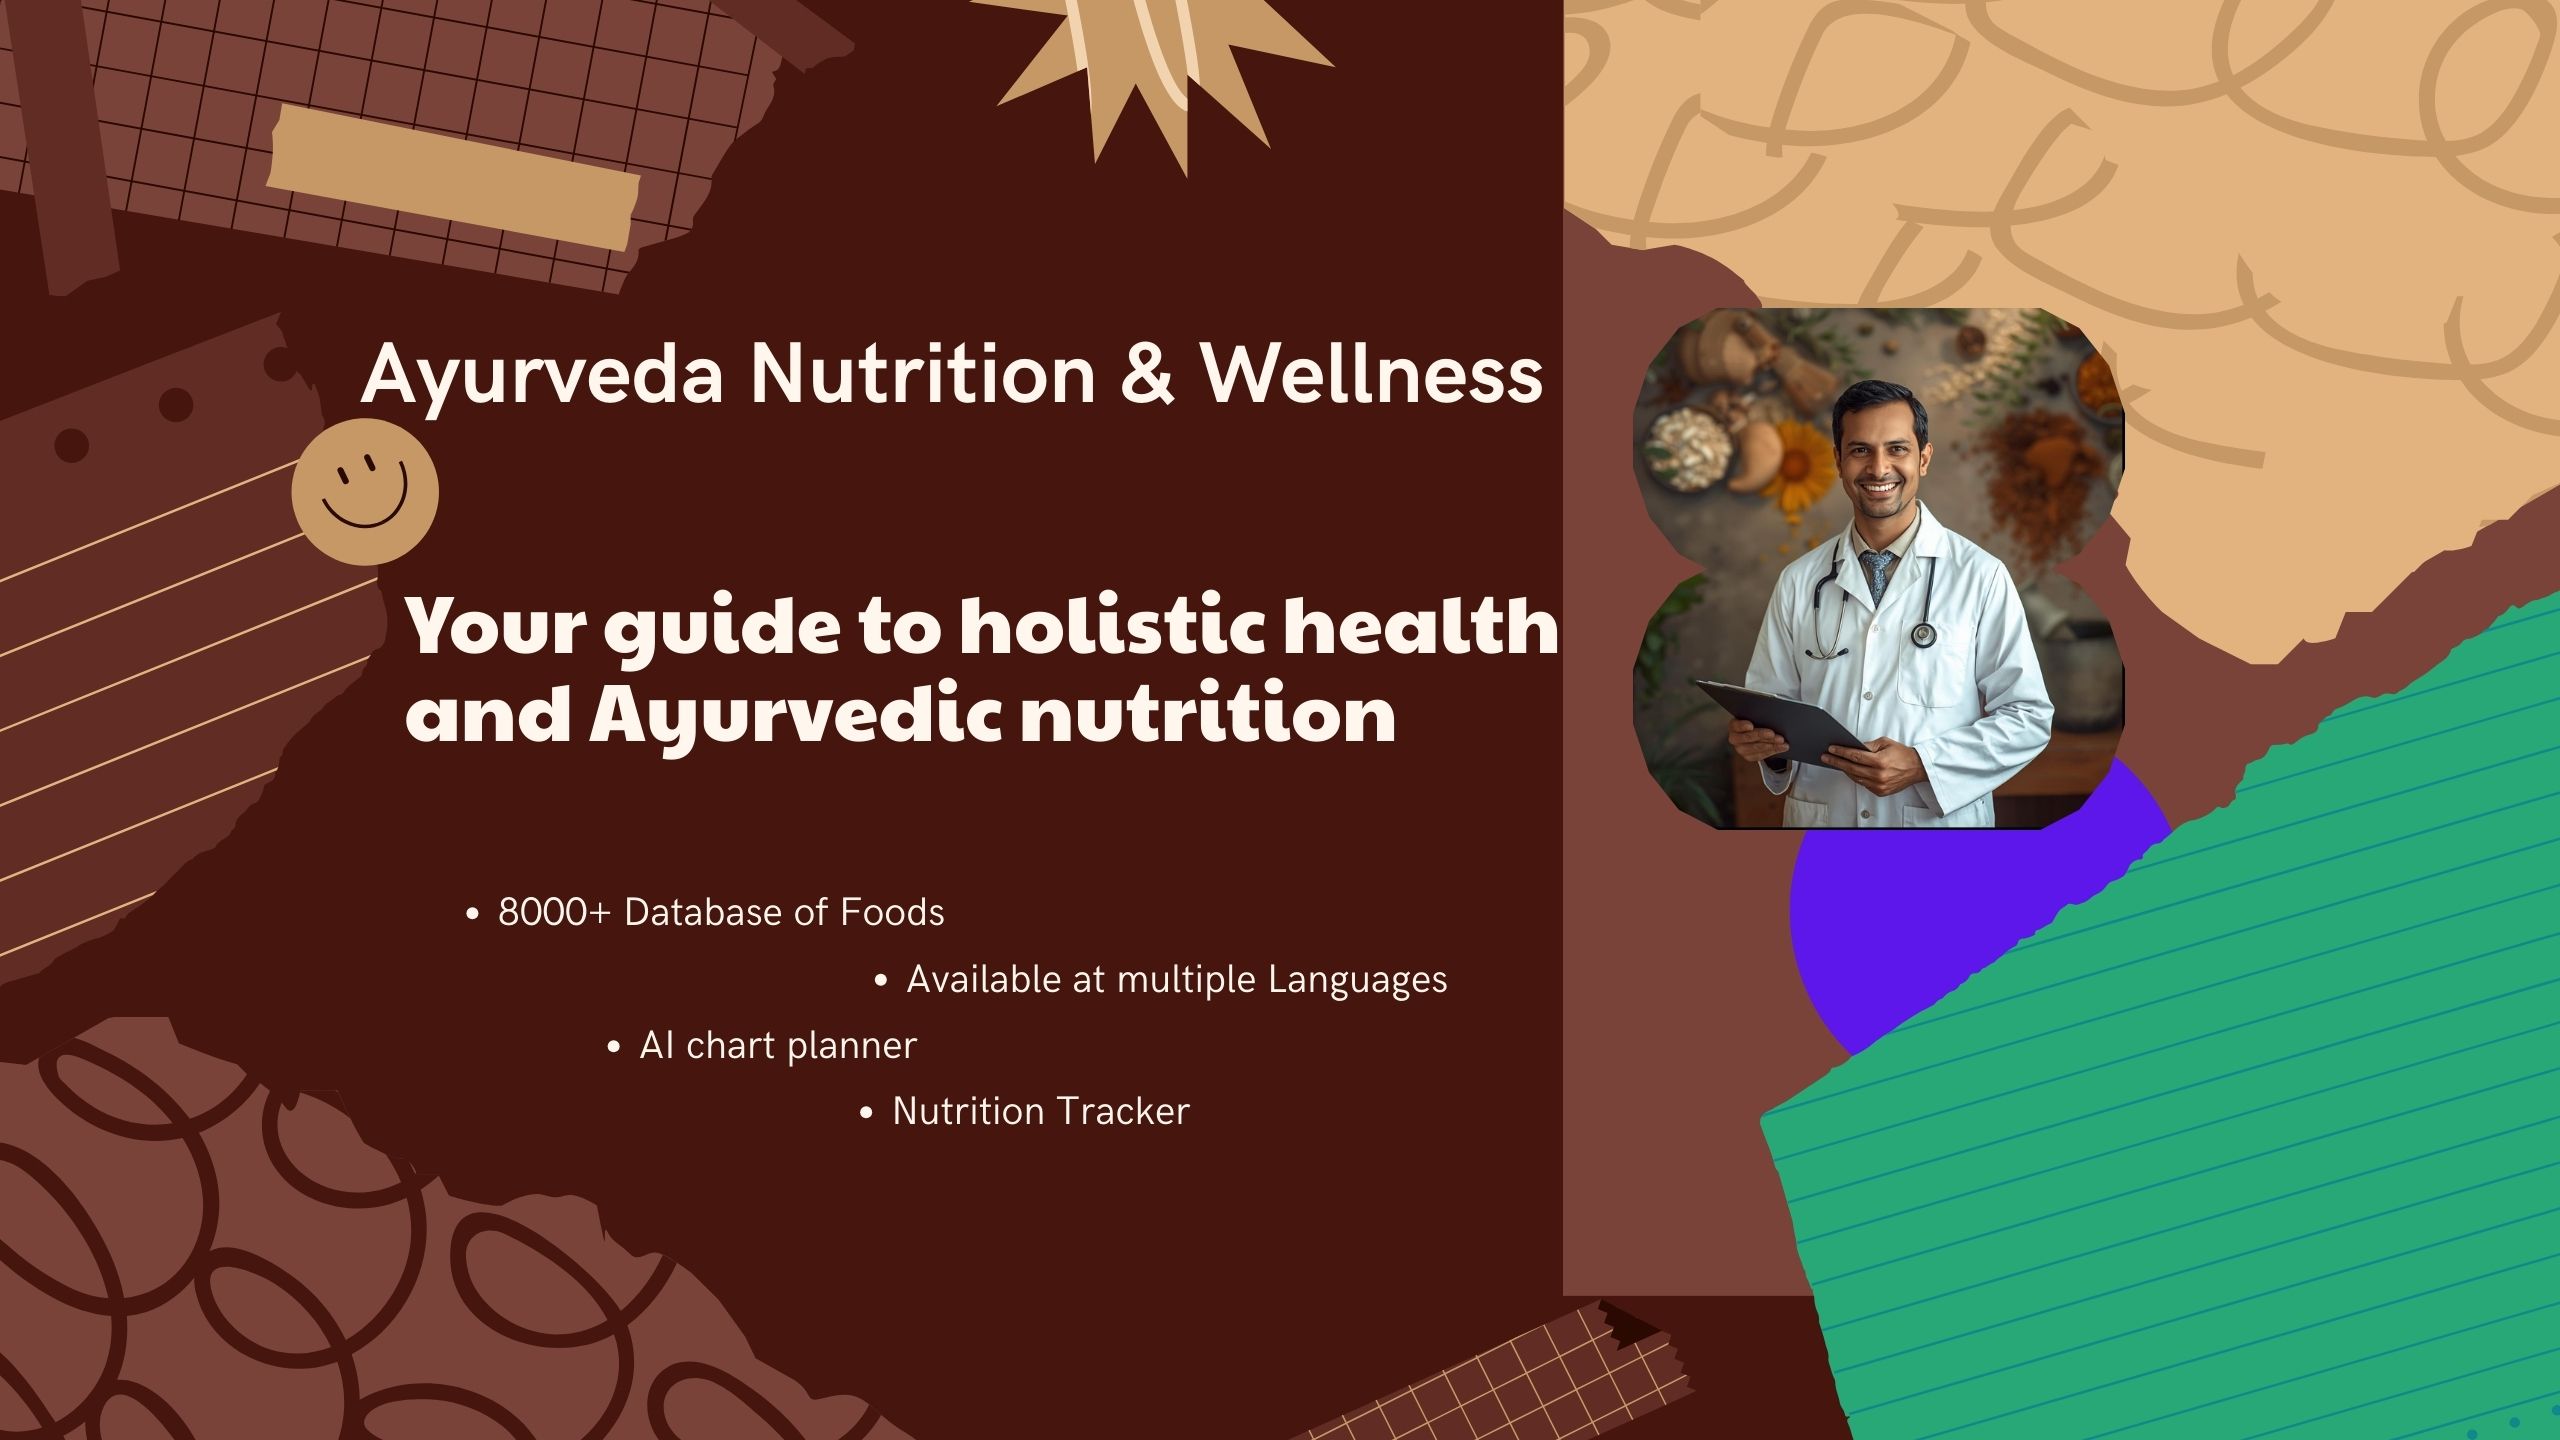 Ayurveda Nutrition & Wellness
Your guide to holistic health
and Ayurvedic nutrition
• 8000+ Database of Foods
• Available at multiple Languages
• AI chart planner
• Nutrition Tracker